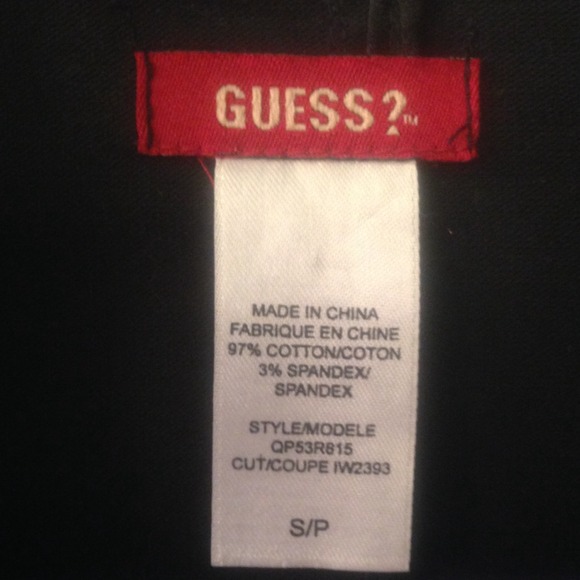 GUESS?™
MADE IN CHINA
FABRIQUE EN CHINE
97% COTTON/COTON
3% SPANDEX/
SPANDEX
STYLE/MODELE
QP53R815
CUT/COUPE IW2393
S/P